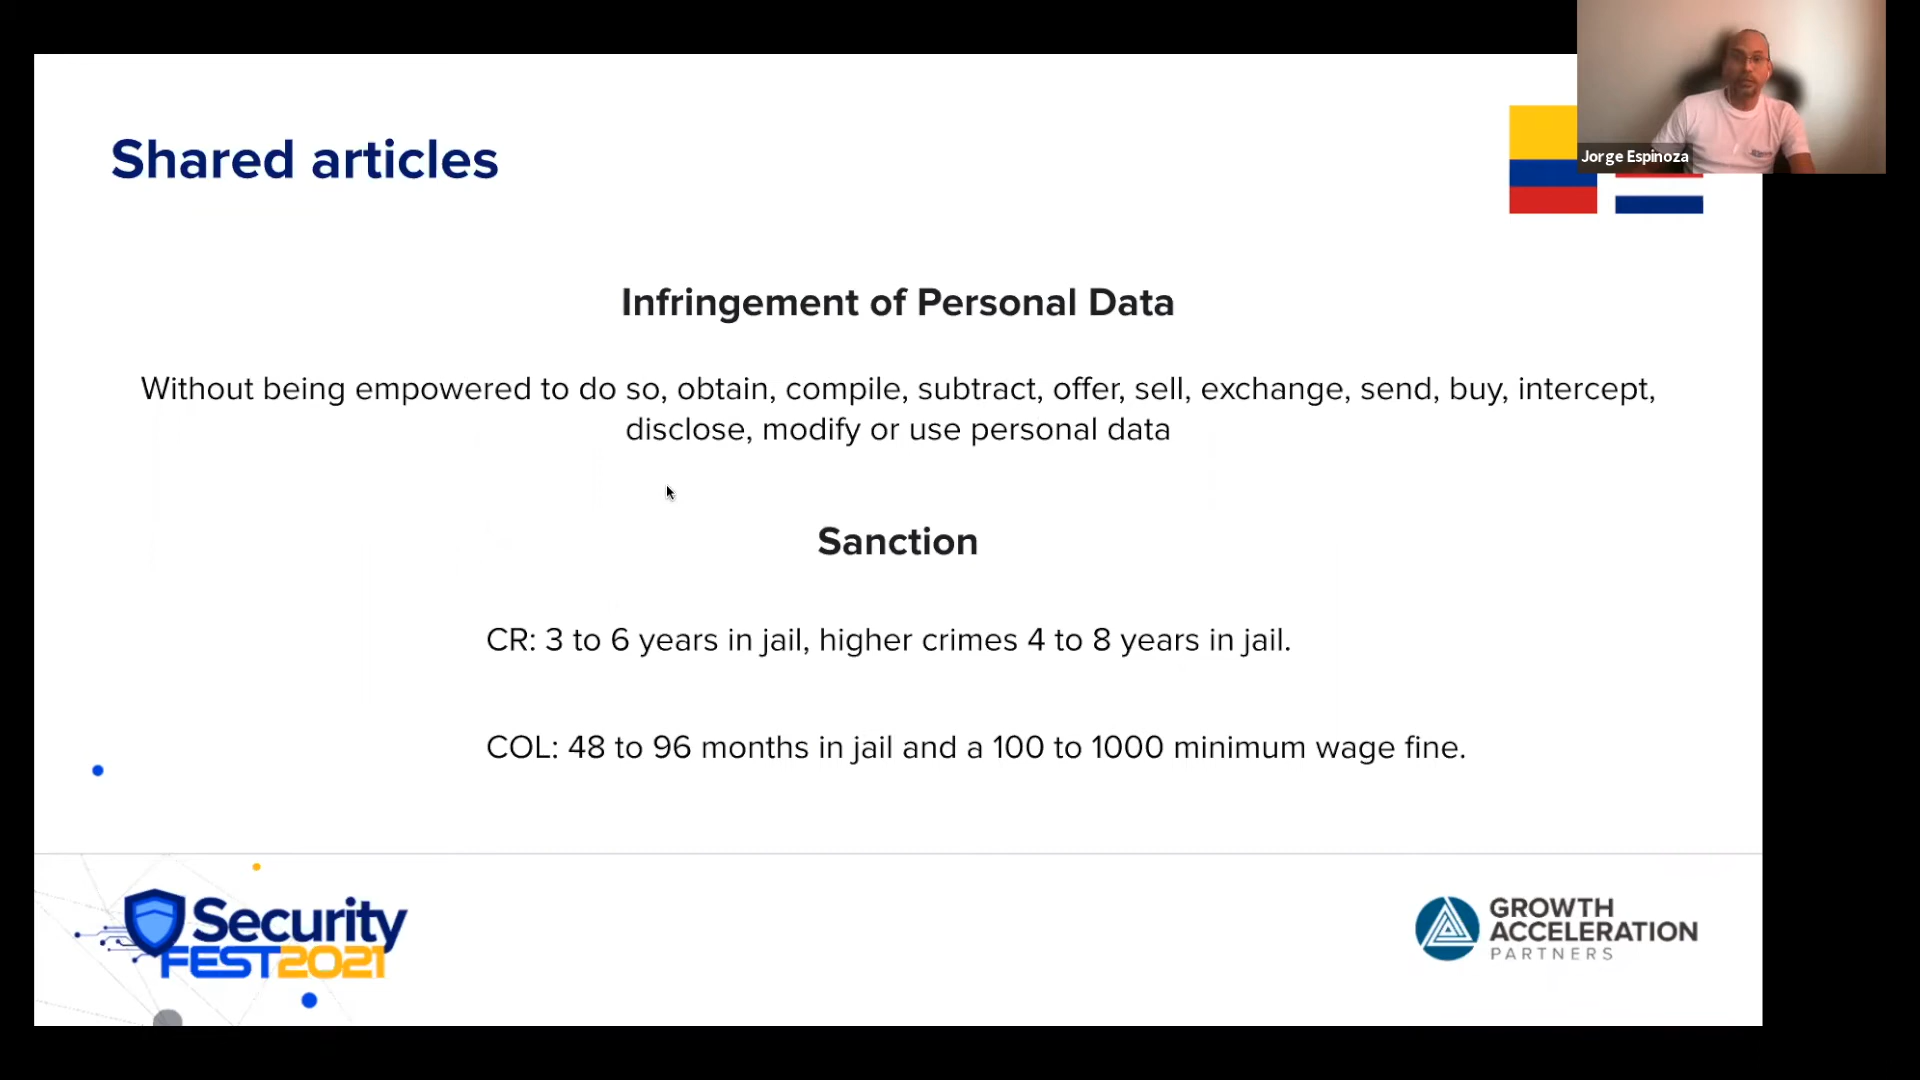 Jorge Espinoza
Shared articles
Infringement of Personal Data
Without being empowered to do so, obtain, compile, subtract, offer, sell, exchange, send, buy, intercept,
disclose, modify or use personal data
Sanction
CR: 3 to 6 years in jail, higher crimes 4 to 8 years in jail.
COL: 48 to 96 months in jail and a 100 to 1000 minimum wage fine.
Security
FEST2021
GROWTH
ACCELERATION
PARTNERS